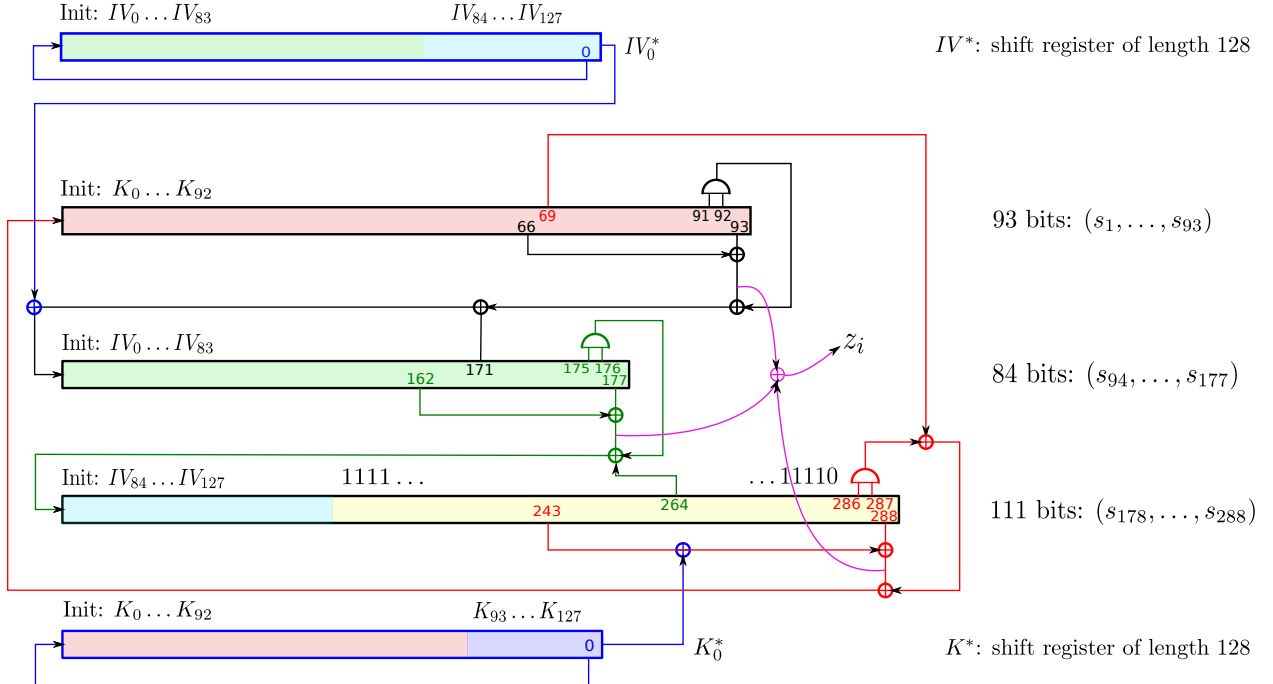 Init: IV₀ … IV₈₃ IV₈₄ … IV₁₂₇
0 IV₀* IV*: shift register of length 128
Init: K₀ … K₉₂
69 91 92
66 93
93 bits: (s₁, …, s₉₃)
Init: IV₀ … IV₈₃
171 175 176
162 177
zᵢ
84 bits: (s₉₄, …, s₁₇₇)
Init: IV₈₄ … IV₁₂₇ 1111 … … 11110
243 264 286 287
288
111 bits: (s₁₇₈, …, s₂₈₈)
Init: K₀ … K₉₂ K₉₃ … K₁₂₇
0 K₀* K*: shift register of length 128